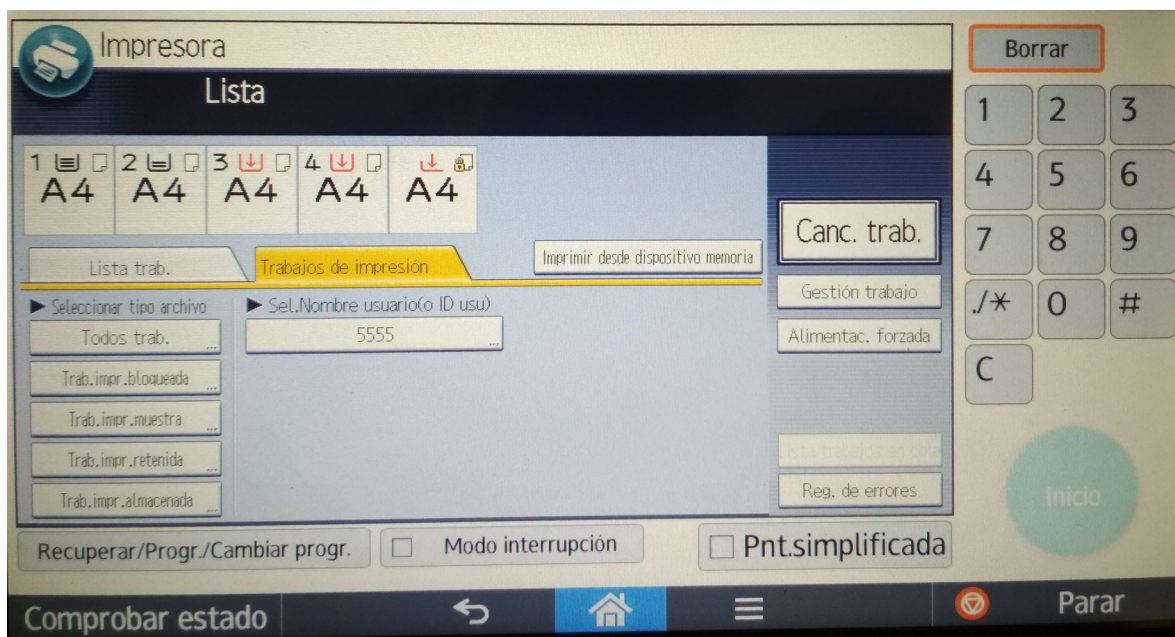 Impresora
Lista
1 2 3 4
A4 A4 A4 A4 A4
Lista trab.
Trabajos de impresión
Imprimir desde dispositivo memoria
► Seleccionar tipo archivo
Todos trab. ...
Trab.impr.bloqueada ...
Trab.impr.muestra ...
Trab.impr.retenida ...
Trab.impr.almacenada ...
► Sel.Nombre usuario(o ID usu)
5555 ...
Canc. trab.
Gestión trabajo
Alimentac. forzada
Reg. de errores
Recuperar/Progr./Cambiar progr.
Modo interrupción
Pnt.simplificada
Borrar
1 2 3
4 5 6
7 8 9
./* 0 #
C
Inicio
Comprobar estado
Parar